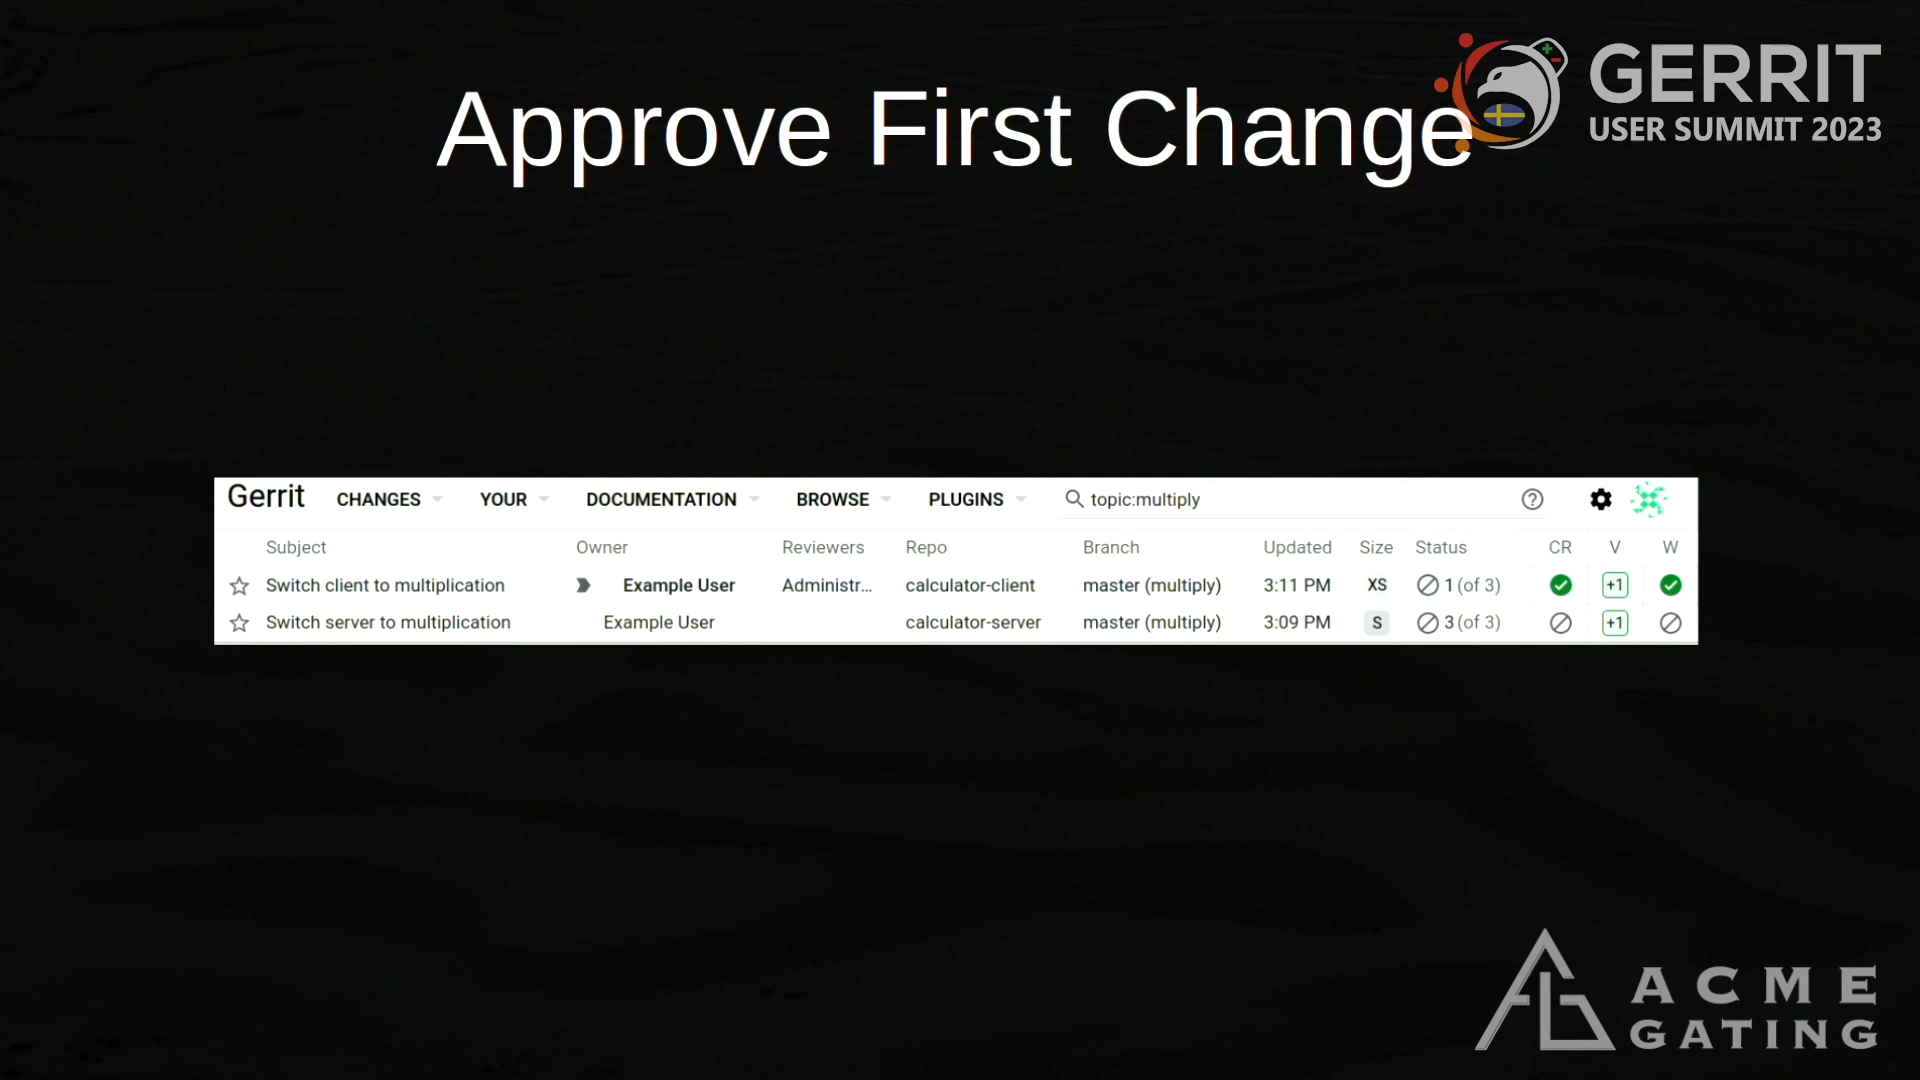 Approve First Change
GERRIT
USER SUMMIT 2023
Gerrit CHANGES YOUR DOCUMENTATION BROWSE PLUGINS topic:multiply
Subject Owner Reviewers Repo Branch Updated Size Status CR V W
Switch client to multiplication Example User Administr... calculator-client master (multiply) 3:11 PM XS 1 (of 3) +1
Switch server to multiplication Example User calculator-server master (multiply) 3:09 PM S 3 (of 3) +1
ACME
GATING